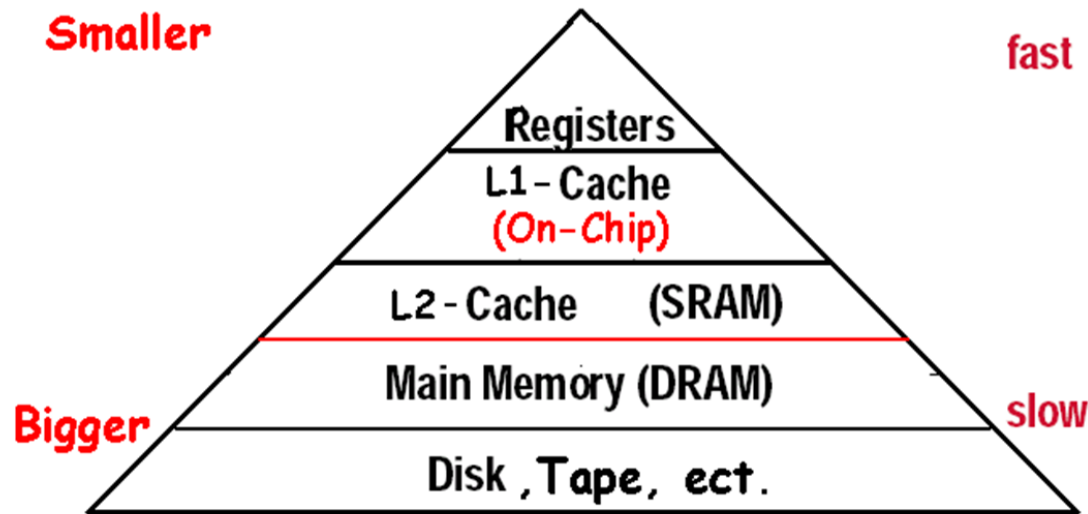 Smaller
fast
Registers
L1 - Cache
(On-Chip)
L2 - Cache (SRAM)
Main Memory (DRAM)
Bigger
slow
Disk , Tape, ect.